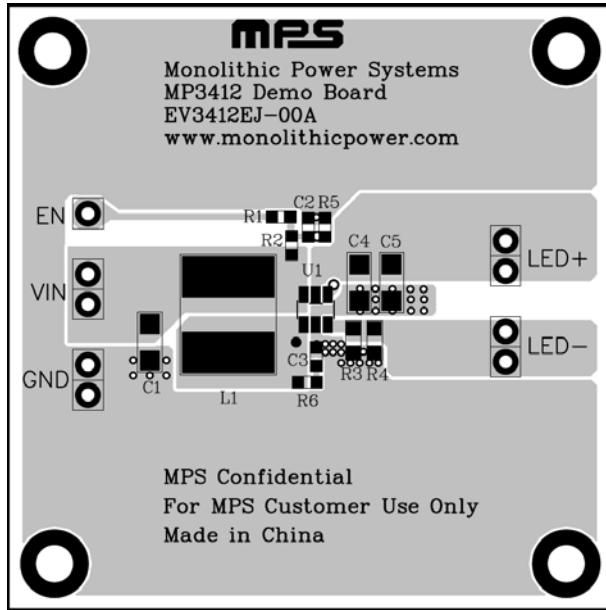 MPS
Monolithic Power Systems
MP3412 Demo Board
EV3412EJ-00A
www.monolithicpower.com
C2 R5
EN
R1
R2
C4 C5
LED+
U1
VIN
LED-
C3
R3 R4
GND
C1
L1
R6
MPS Confidential
For MPS Customer Use Only
Made in China